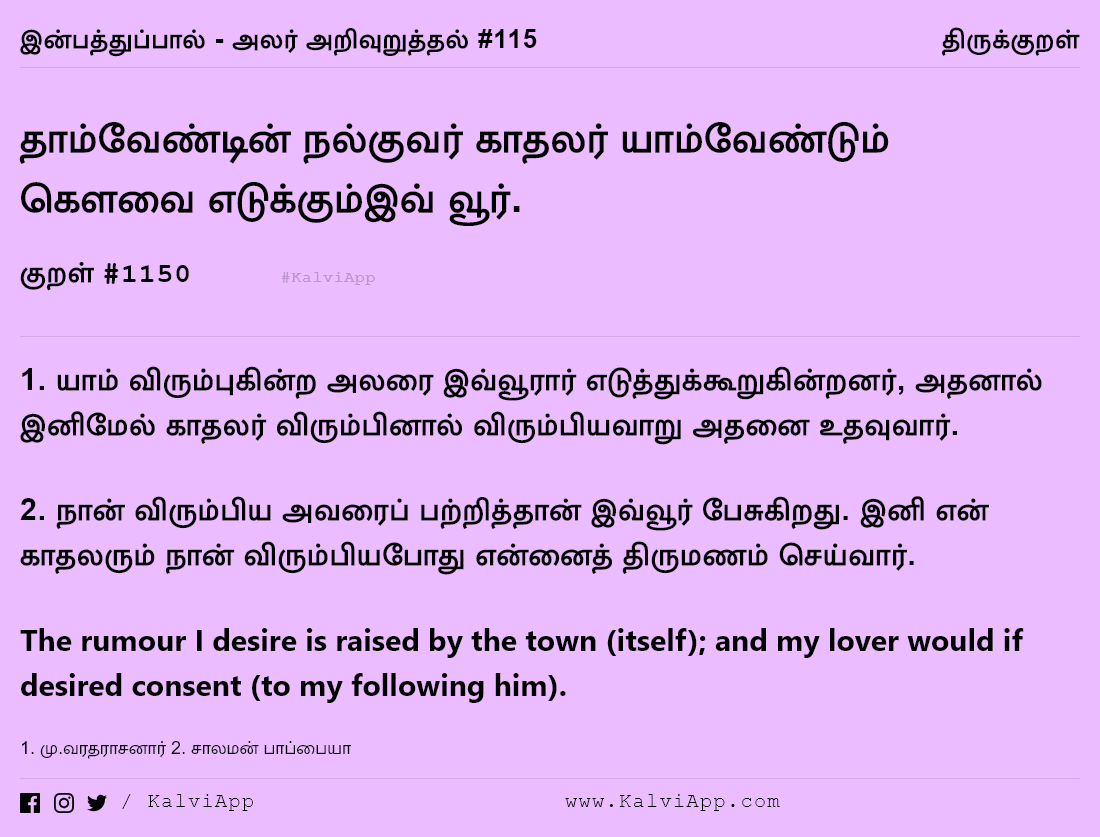 இன்பத்துப்பால் - அலர் அறிவுறுத்தல் #115 திருக்குறள்
தாம்வேண்டின் நல்குவர் காதலர் யாம்வேண்டும்
கௌவை எடுக்கும்இவ் வூர்.
குறள் #1150 #KalviApp
1. யாம் விரும்புகின்ற அலரை இவ்வூரார் எடுத்துக்கூறுகின்றனர், அதனால்
இனிமேல் காதலர் விரும்பினால் விரும்பியவாறு அதனை உதவுவார்.
2. நான் விரும்பிய அவரைப் பற்றித்தான் இவ்வூர் பேசுகிறது. இனி என்
காதலரும் நான் விரும்பியபோது என்னைத் திருமணம் செய்வார்.
The rumour I desire is raised by the town (itself); and my lover would if
desired consent (to my following him).
1. மு.வரதராசனார் 2. சாலமன் பாப்பையா
/ KalviApp www.KalviApp.com